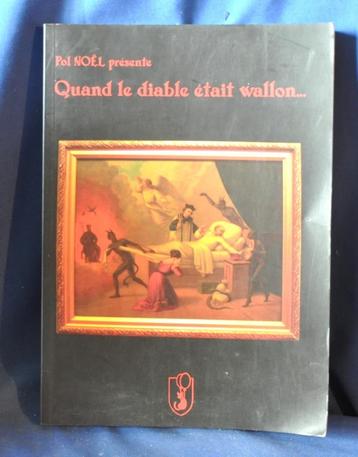 Pol NOËL présente
Quand le diable était wallon...